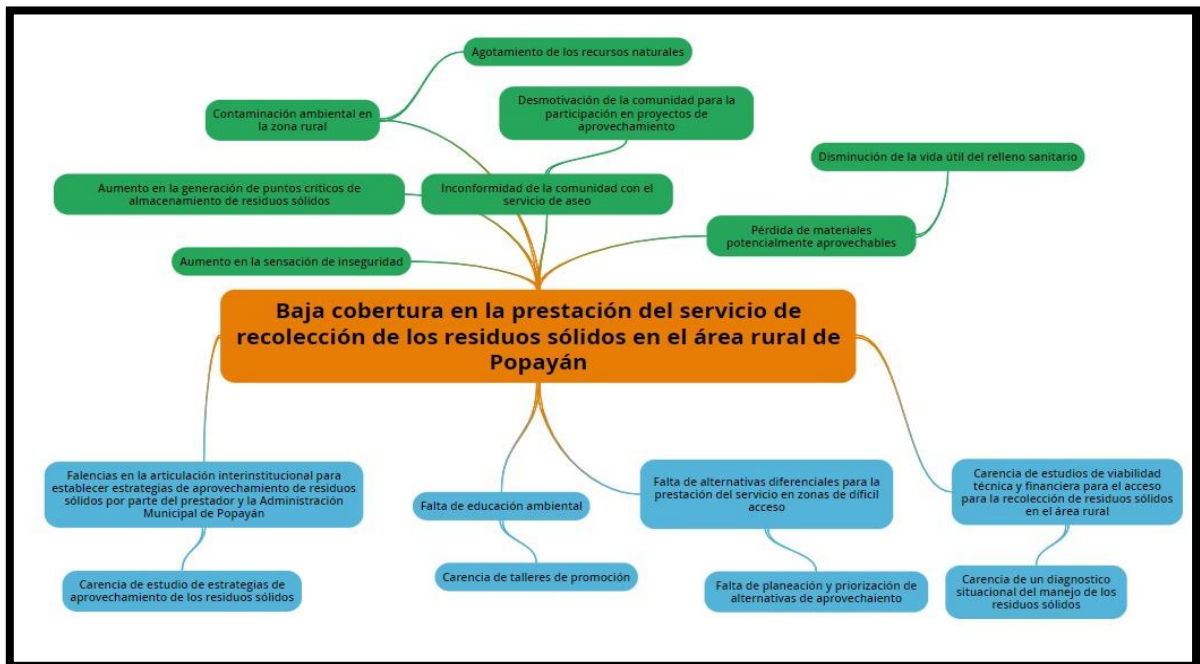 Agotamiento de los recursos naturales
Contaminación ambiental en
la zona rural
Desmotivación de la comunidad para la
participación en proyectos de
aprovechamiento
Disminución de la vida útil del relleno sanitario
Aumento en la generación de puntos críticos de
almacenamiento de residuos sólidos
Inconformidad de la comunidad con el
servicio de aseo
Pérdida de materiales
potencialmente aprovechables
Aumento en la sensación de inseguridad
Baja cobertura en la prestación del servicio de
recolección de los residuos sólidos en el área rural de
Popayán
Falencias en la articulación interinstitucional para
establecer estrategias de aprovechamiento de residuos
sólidos por parte del prestador y la Administración
Municipal de Popayán
Falta de educación ambiental
Falta de alternativas diferenciales para la
prestación del servicio en zonas de díficil
acceso
Carencia de estudios de viabilidad
técnica y financiera para el acceso
para la recolección de residuos sólidos
en el área rural
Carencia de estudio de estrategias de
aprovechamiento de los residuos sólidos
Carencia de talleres de promoción
Falta de planeación y priorización de
alternativas de aprovechaiento
Carencia de un diagnostico
situacional del manejo de los
residuos sólidos